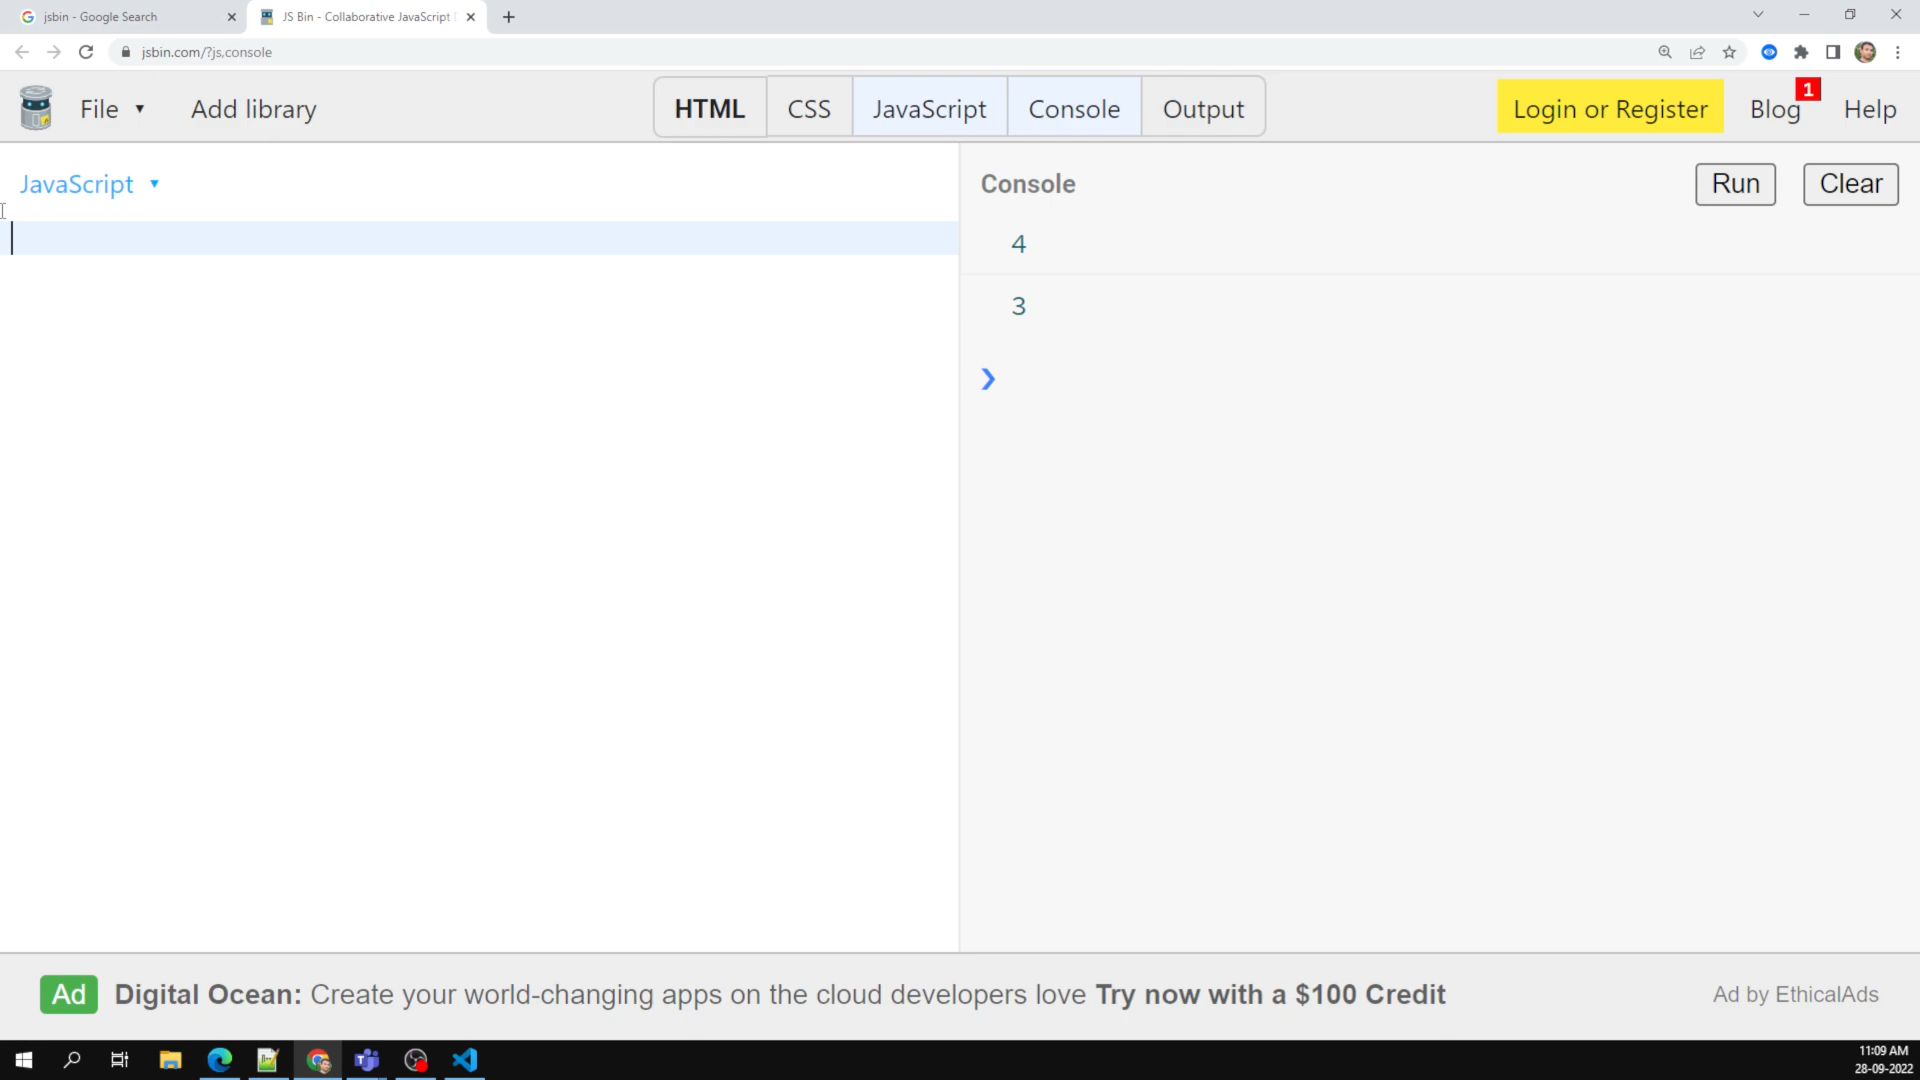 jsbin - Google Search
JS Bin - Collaborative JavaScript
jsbin.com/?js,console
File
Add library
HTML
CSS
JavaScript
Console
Output
Login or Register
Blog
1
Help
JavaScript
Console
Run
Clear
4
3
Ad
Digital Ocean: Create your world-changing apps on the cloud developers love Try now with a $100 Credit
Ad by EthicalAds
11:09 AM
28-09-2022